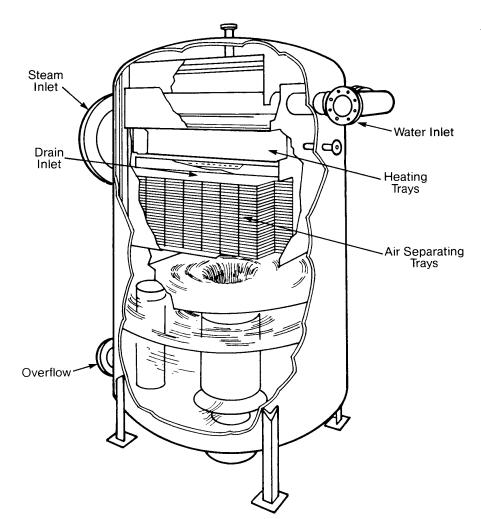 Steam
Inlet
Water Inlet
Drain
Inlet
Heating
Trays
Air Separating
Trays
Overflow